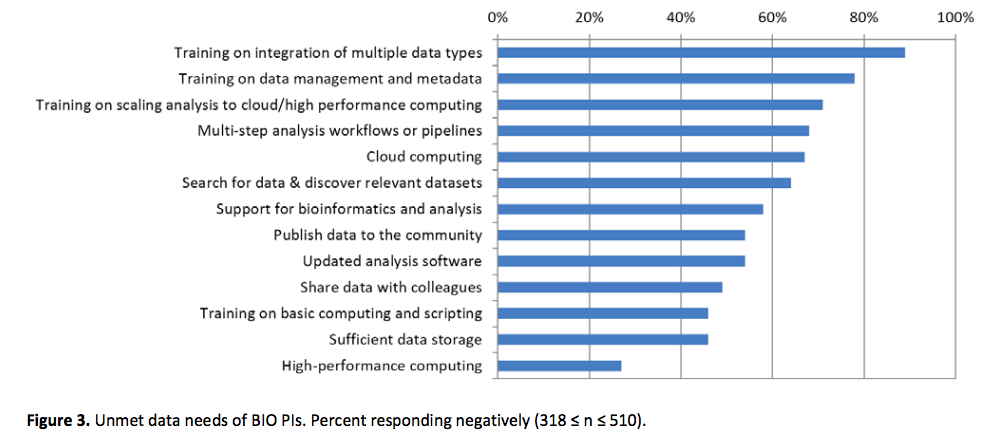 0% 20% 40% 60% 80% 100%
Training on integration of multiple data types
Training on data management and metadata
Training on scaling analysis to cloud/high performance computing
Multi-step analysis workflows or pipelines
Cloud computing
Search for data & discover relevant datasets
Support for bioinformatics and analysis
Publish data to the community
Updated analysis software
Share data with colleagues
Training on basic computing and scripting
Sufficient data storage
High-performance computing
Figure 3. Unmet data needs of BIO PIs. Percent responding negatively (318 ≤ n ≤ 510).